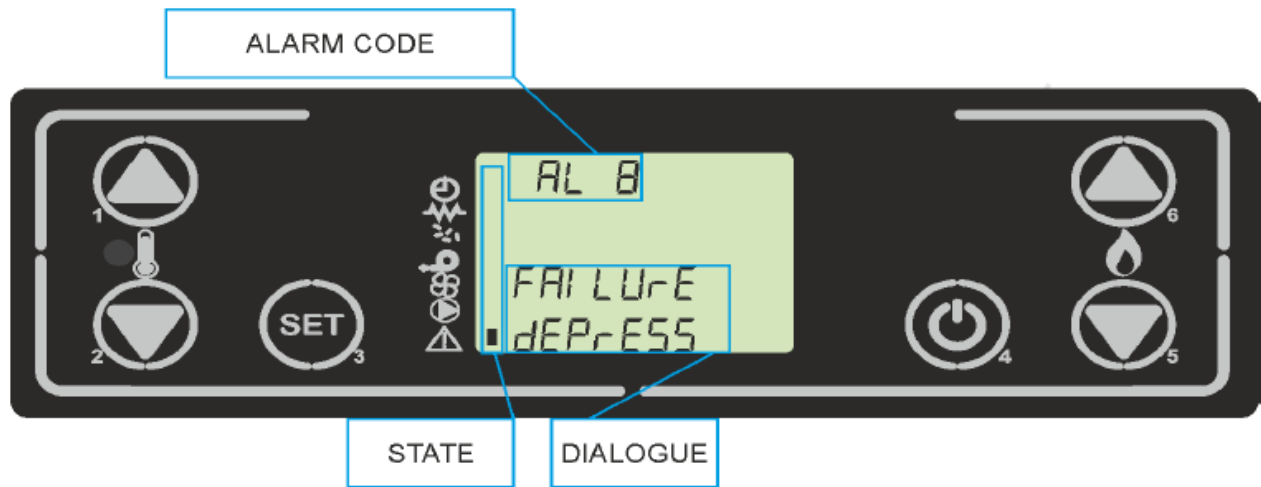 ALARM CODE
AL 8
1
6
FAILUrE
SET
dEPrESS
2
3
4
5
STATE
DIALOGUE